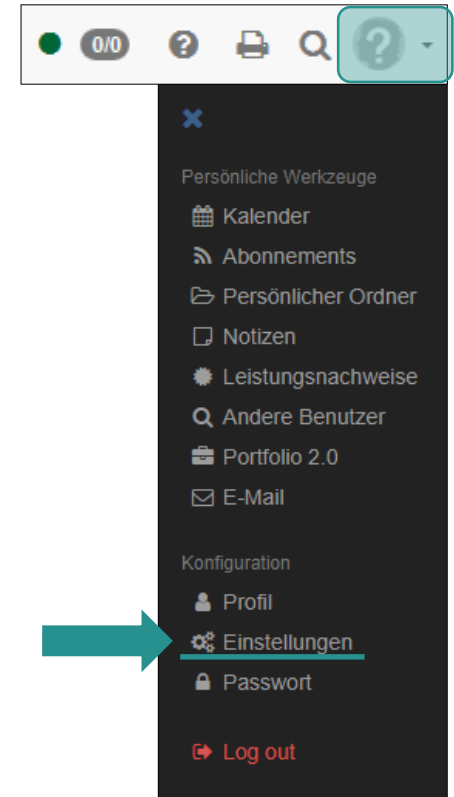 0/0
Persönliche Werkzeuge
Kalender
Abonnements
Persönlicher Ordner
Notizen
Leistungsnachweise
Andere Benutzer
Portfolio 2.0
E-Mail
Konfiguration
Profil
Einstellungen
Passwort
Log out